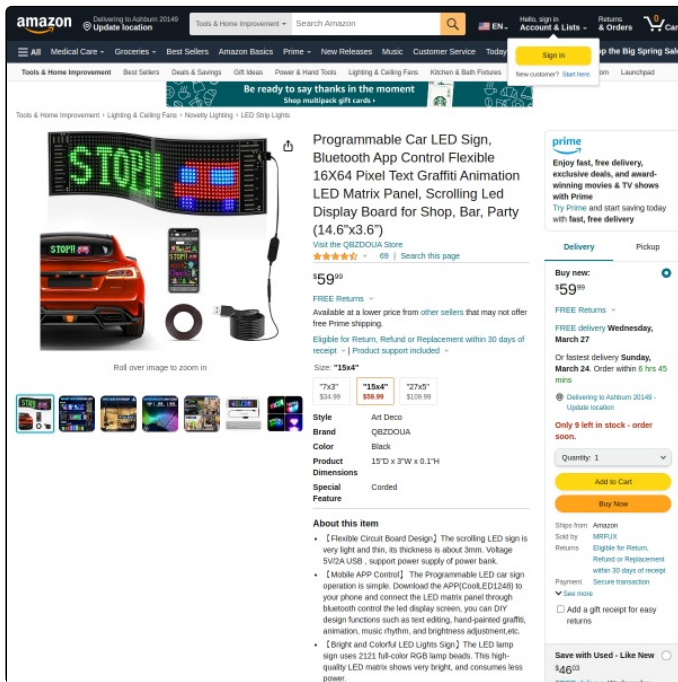 amazon
Delivering to Ashburn 20149
Update location
Tools & Home Improvement
Search Amazon
EN
Hello, sign in
Account & Lists
Returns
& Orders
0
Car
All
Medical Care
Groceries
Best Sellers
Amazon Basics
Prime
New Releases
Music
Customer Service
Today
op the Big Spring Sal
Sign in
New customer? Start here.
Tools & Home Improvement
Best Sellers
Deals & Savings
Gift Ideas
Power & Hand Tools
Lighting & Ceiling Fans
Kitchen & Bath Fixtures
om
Launchpad
Be ready to say thanks in the moment
Shop multipack gift cards ›
Tools & Home Improvement › Lighting & Ceiling Fans › Novelty Lighting › LED Strip Lights
STOP!!
STOP!!
Roll over image to zoom in
Programmable Car LED Sign,
Bluetooth App Control Flexible
16X64 Pixel Text Graffiti Animation
LED Matrix Panel, Scrolling Led
Display Board for Shop, Bar, Party
(14.6"x3.6")
Visit the QBZDOUA Store
69 | Search this page
$59⁹⁹
FREE Returns
Available at a lower price from other sellers that may not offer
free Prime shipping.
Eligible for Return, Refund or Replacement within 30 days of
receipt | Product support included
Size: "15x4"
"7x3" $34.99
"15x4" $59.99
"27x5" $109.99
Style Art Deco
Brand QBZDOUA
Color Black
Product Dimensions 15"D x 3"W x 0.1"H
Special Feature Corded
About this item
• 【Flexible Circuit Board Design】The scrolling LED sign is
very light and thin, its thickness is about 3mm. Voltage
5V/2A USB , support power supply of power bank.
• 【Mobile APP Control】 The Programmable LED car sign
operation is simple. Download the APP(CoolLED1248) to
your phone and connect the LED matrix panel through
bluetooth control the led display screen, you can DIY
design functions such as text editing, hand-painted graffiti,
animation, music rhythm, and brightness adjustment,etc.
• 【Bright and Colorful LED Lights Sign】The LED lamp
sign uses 2121 full-color RGB lamp beads. This high-
quality LED matrix shows very bright, and consumes less
power.
prime
Enjoy fast, free delivery,
exclusive deals, and award-
winning movies & TV shows
with Prime
Try Prime and start saving today
with fast, free delivery
Delivery
Pickup
Buy new:
$59⁹⁹
FREE Returns
FREE delivery Wednesday,
March 27
Or fastest delivery Sunday,
March 24. Order within 6 hrs 45
mins
Delivering to Ashburn 20149 -
Update location
Only 9 left in stock - order
soon.
Quantity: 1
Add to Cart
Buy Now
Ships from Amazon
Sold by MRFUX
Returns Eligible for Return,
Refund or Replacement
within 30 days of receipt
Payment Secure transaction
See more
Add a gift receipt for easy
returns
Save with Used - Like New
$46⁰³